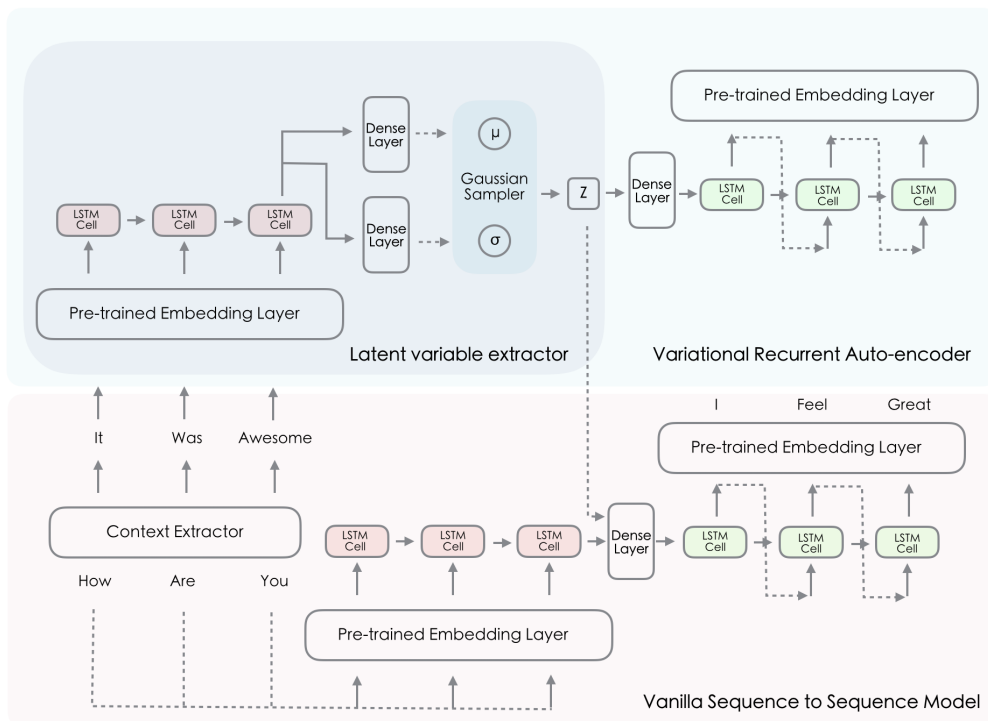 Pre-trained Embedding Layer
LSTM
Cell
LSTM
Cell
LSTM
Cell
Dense
Layer
Dense
Layer
μ
Gaussian
Sampler
σ
Z
Dense
Layer
LSTM
Cell
LSTM
Cell
LSTM
Cell
Pre-trained Embedding Layer
Latent variable extractor
Variational Recurrent Auto-encoder
It Was Awesome
Context Extractor
How Are You
LSTM
Cell
LSTM
Cell
LSTM
Cell
Pre-trained Embedding Layer
Dense
Layer
I Feel Great
Pre-trained Embedding Layer
LSTM
Cell
LSTM
Cell
LSTM
Cell
Vanilla Sequence to Sequence Model